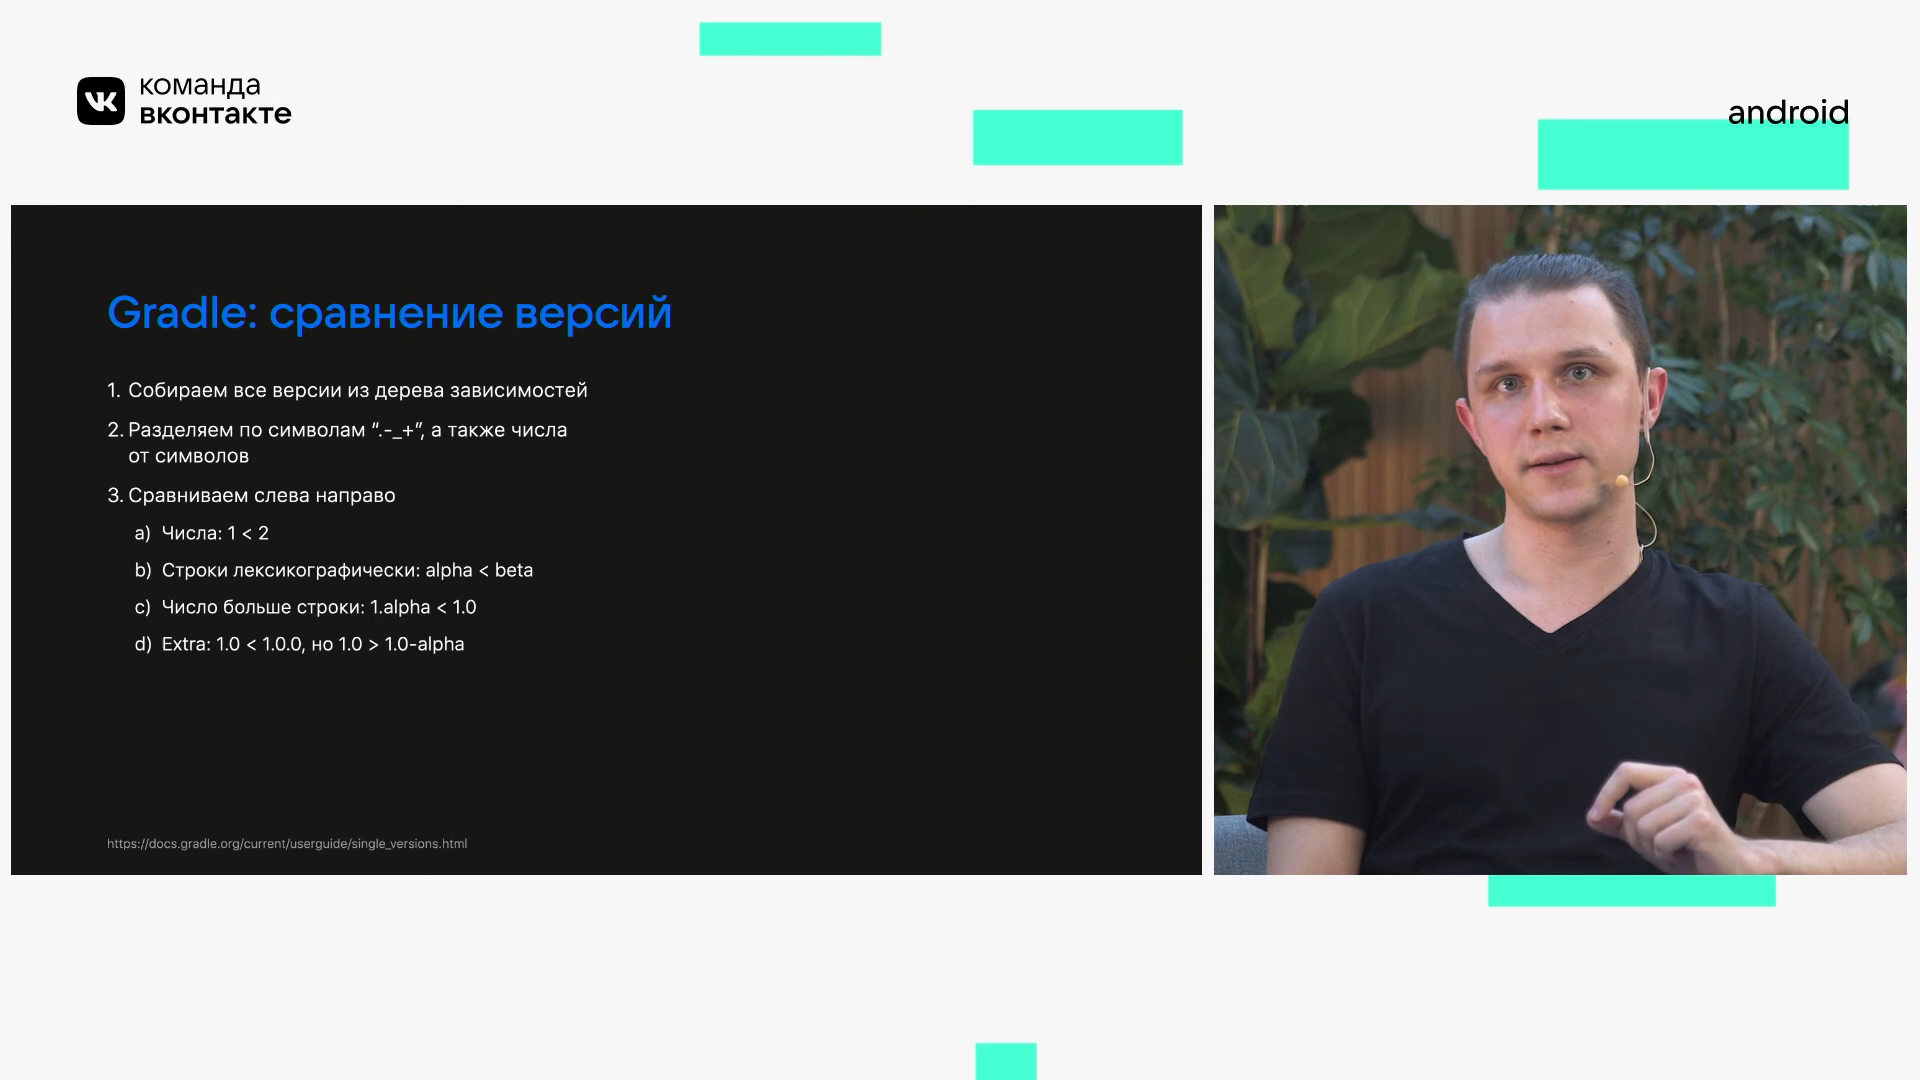 команда
вконтакте
android
Gradle: сравнение версий
1. Собираем все версии из дерева зависимостей
2. Разделяем по символам “.-_+”, а также числа
от символов
3. Сравниваем слева направо
a) Числа: 1 < 2
b) Строки лексикографически: alpha < beta
c) Число больше строки: 1.alpha < 1.0
d) Extra: 1.0 < 1.0.0, но 1.0 > 1.0-alpha
https://docs.gradle.org/current/userguide/single_versions.html